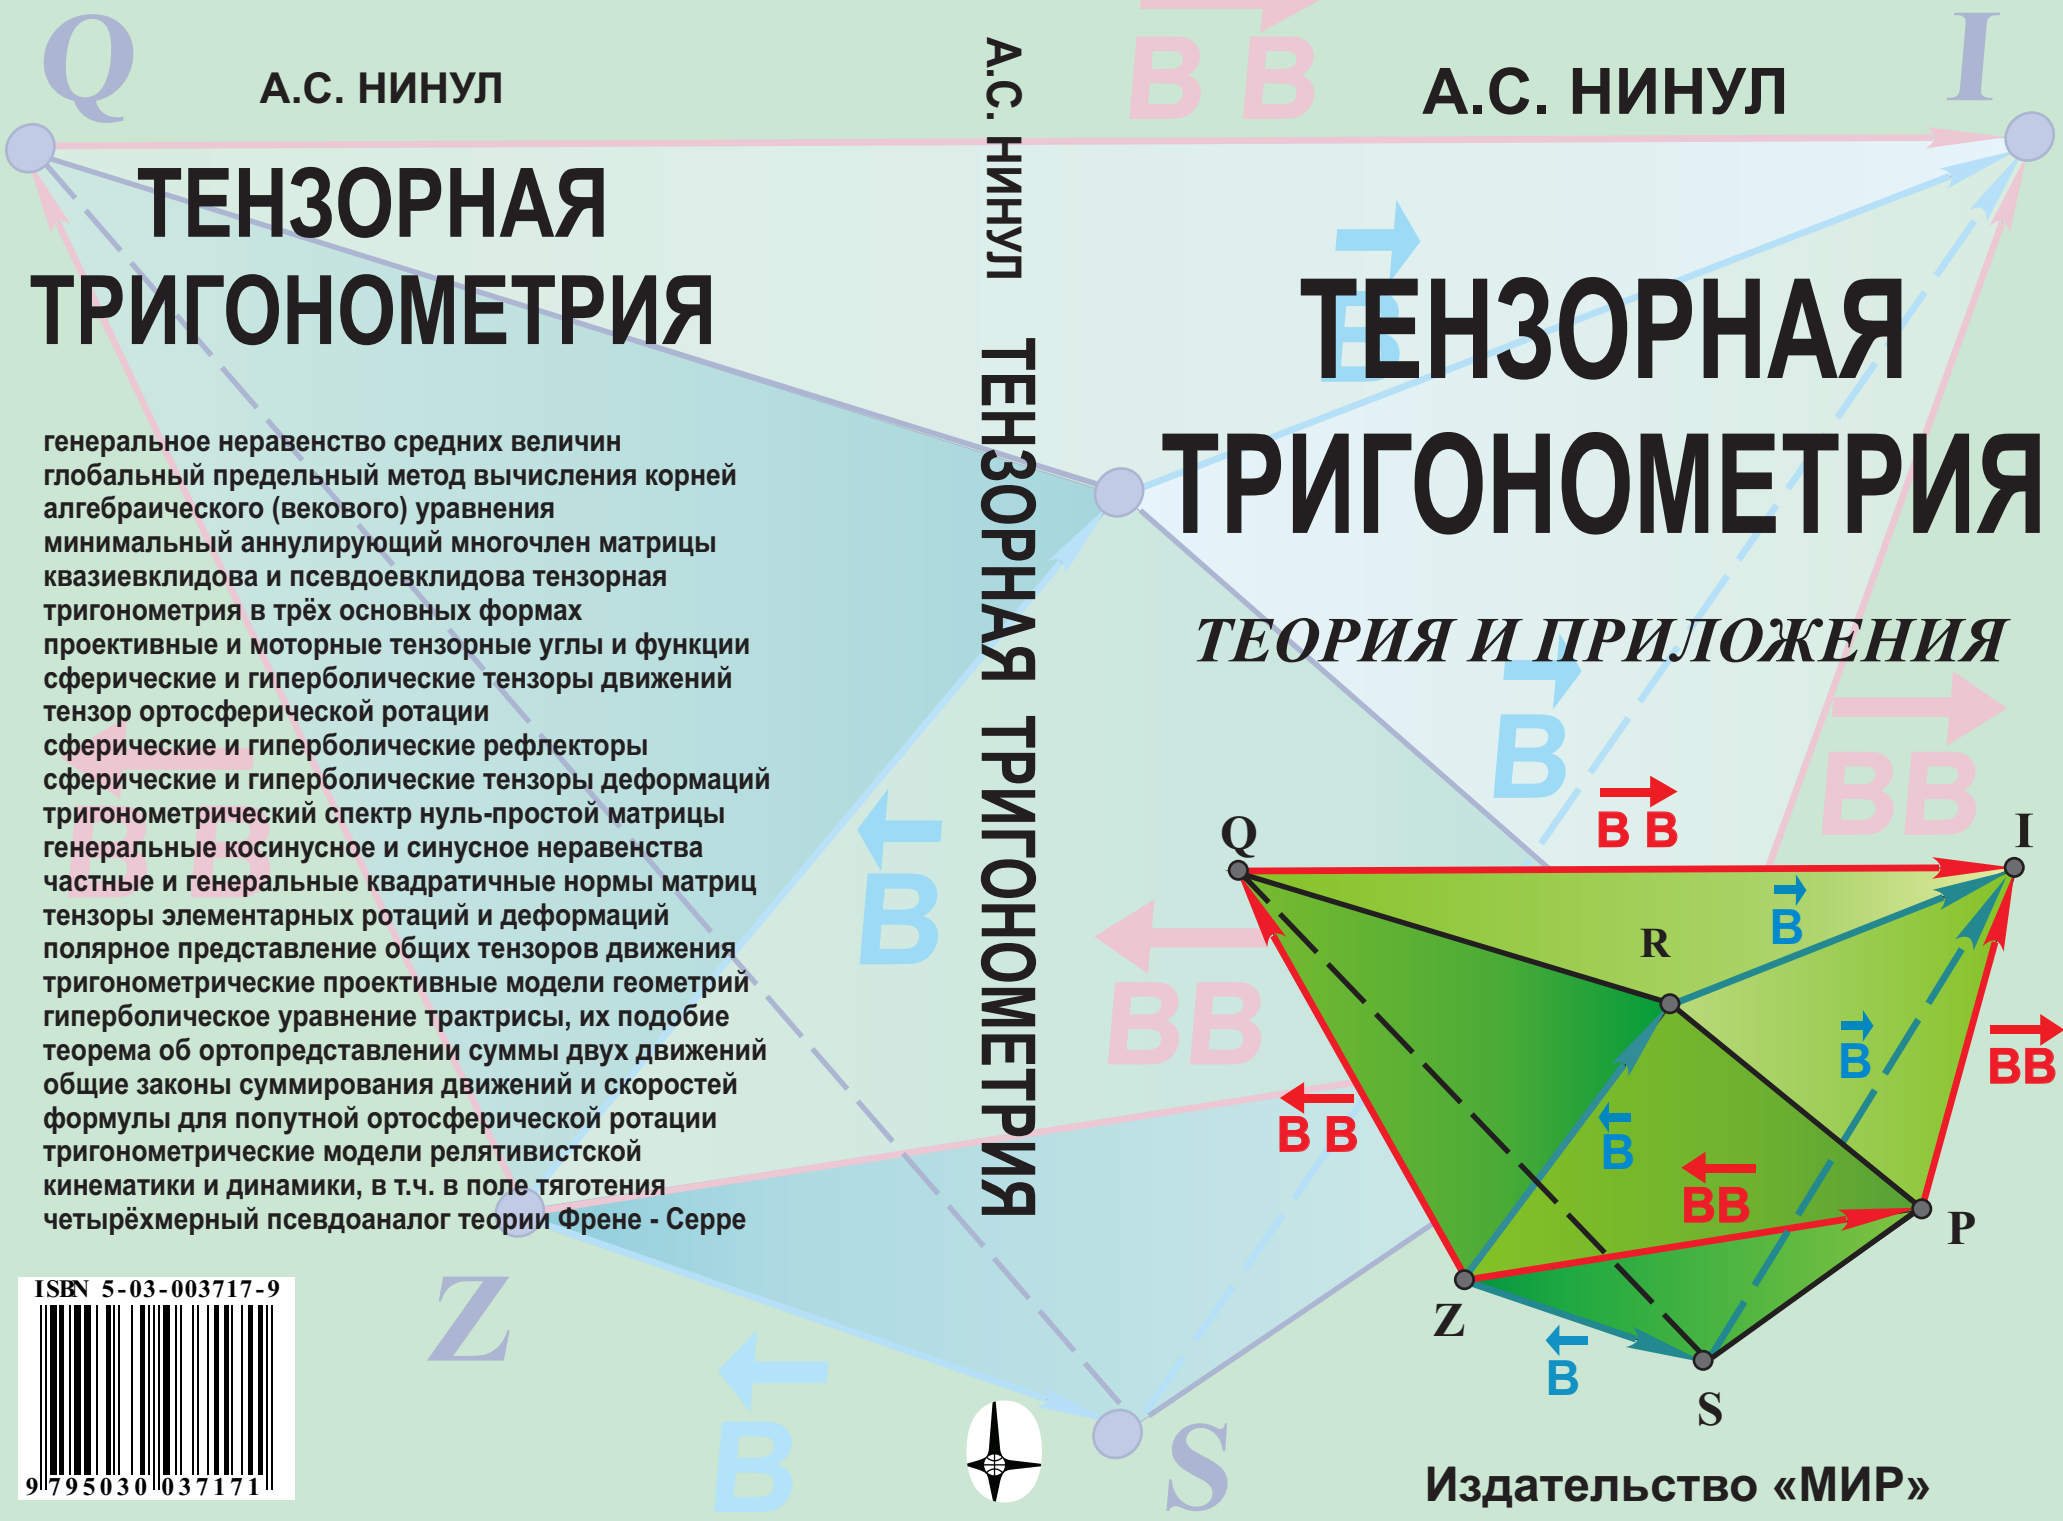 Q
А.С. НИНУЛ
ТЕНЗОРНАЯ
ТРИГОНОМЕТРИЯ
генеральное неравенство средних величин
глобальный предельный метод вычисления корней
алгебраического (векового) уравнения
минимальный аннулирующий многочлен матрицы
квазиевклидова и псевдоевклидова тензорная
тригонометрия в трёх основных формах
проективные и моторные тензорные углы и функции
сферические и гиперболические тензоры движений
тензор ортосферической ротации
сферические и гиперболические рефлекторы
сферические и гиперболические тензоры деформаций
тригонометрический спектр нуль-простой матрицы
генеральные косинусное и синусное неравенства
частные и генеральные квадратичные нормы матриц
тензоры элементарных ротаций и деформаций
полярное представление общих тензоров движения
тригонометрические проективные модели геометрий
гиперболическое уравнение трактрисы, их подобие
теорема об ортопредставлении суммы двух движений
общие законы суммирования движений и скоростей
формулы для попутной ортосферической ротации
тригонометрические модели релятивистской
кинематики и динамики, в т.ч. в поле тяготения
четырёхмерный псевдоаналог теории Френе - Серре
B B
B
Z
B
ISBN 5-03-003717-9
9 795030 037171
А.С. НИНУЛ ТЕНЗОРНАЯ ТРИГОНОМЕТРИЯ
B B
I
А.С. НИНУЛ
B
ТЕНЗОРНАЯ
ТРИГОНОМЕТРИЯ
ТЕОРИЯ И ПРИЛОЖЕНИЯ
B
BB
BB
S
Q
B B
I
B
R
B
BB
B B
B
BB
P
Z
B
S
Издательство «МИР»